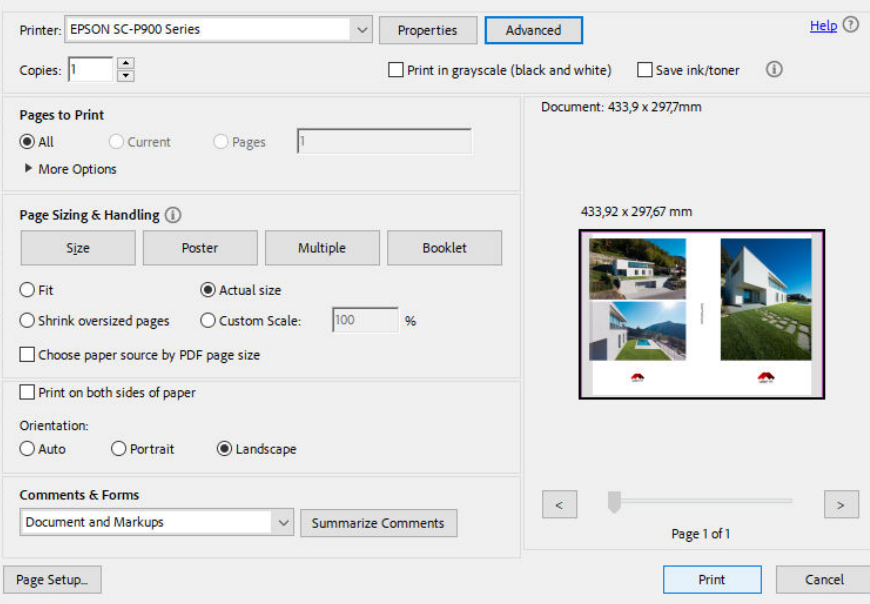 Printer: EPSON SC-P900 Series Properties Advanced Help
Copies: 1 Print in grayscale (black and white) Save ink/toner
Pages to Print
All Current Pages 1
More Options
Page Sizing & Handling
Size Poster Multiple Booklet
Fit Actual size
Shrink oversized pages Custom Scale: 100 %
Choose paper source by PDF page size
Print on both sides of paper
Orientation:
Auto Portrait Landscape
Comments & Forms
Document and Markups Summarize Comments
Document: 433,9 x 297,7mm
433,92 x 297,67 mm
< >
Page 1 of 1
Page Setup... Print Cancel